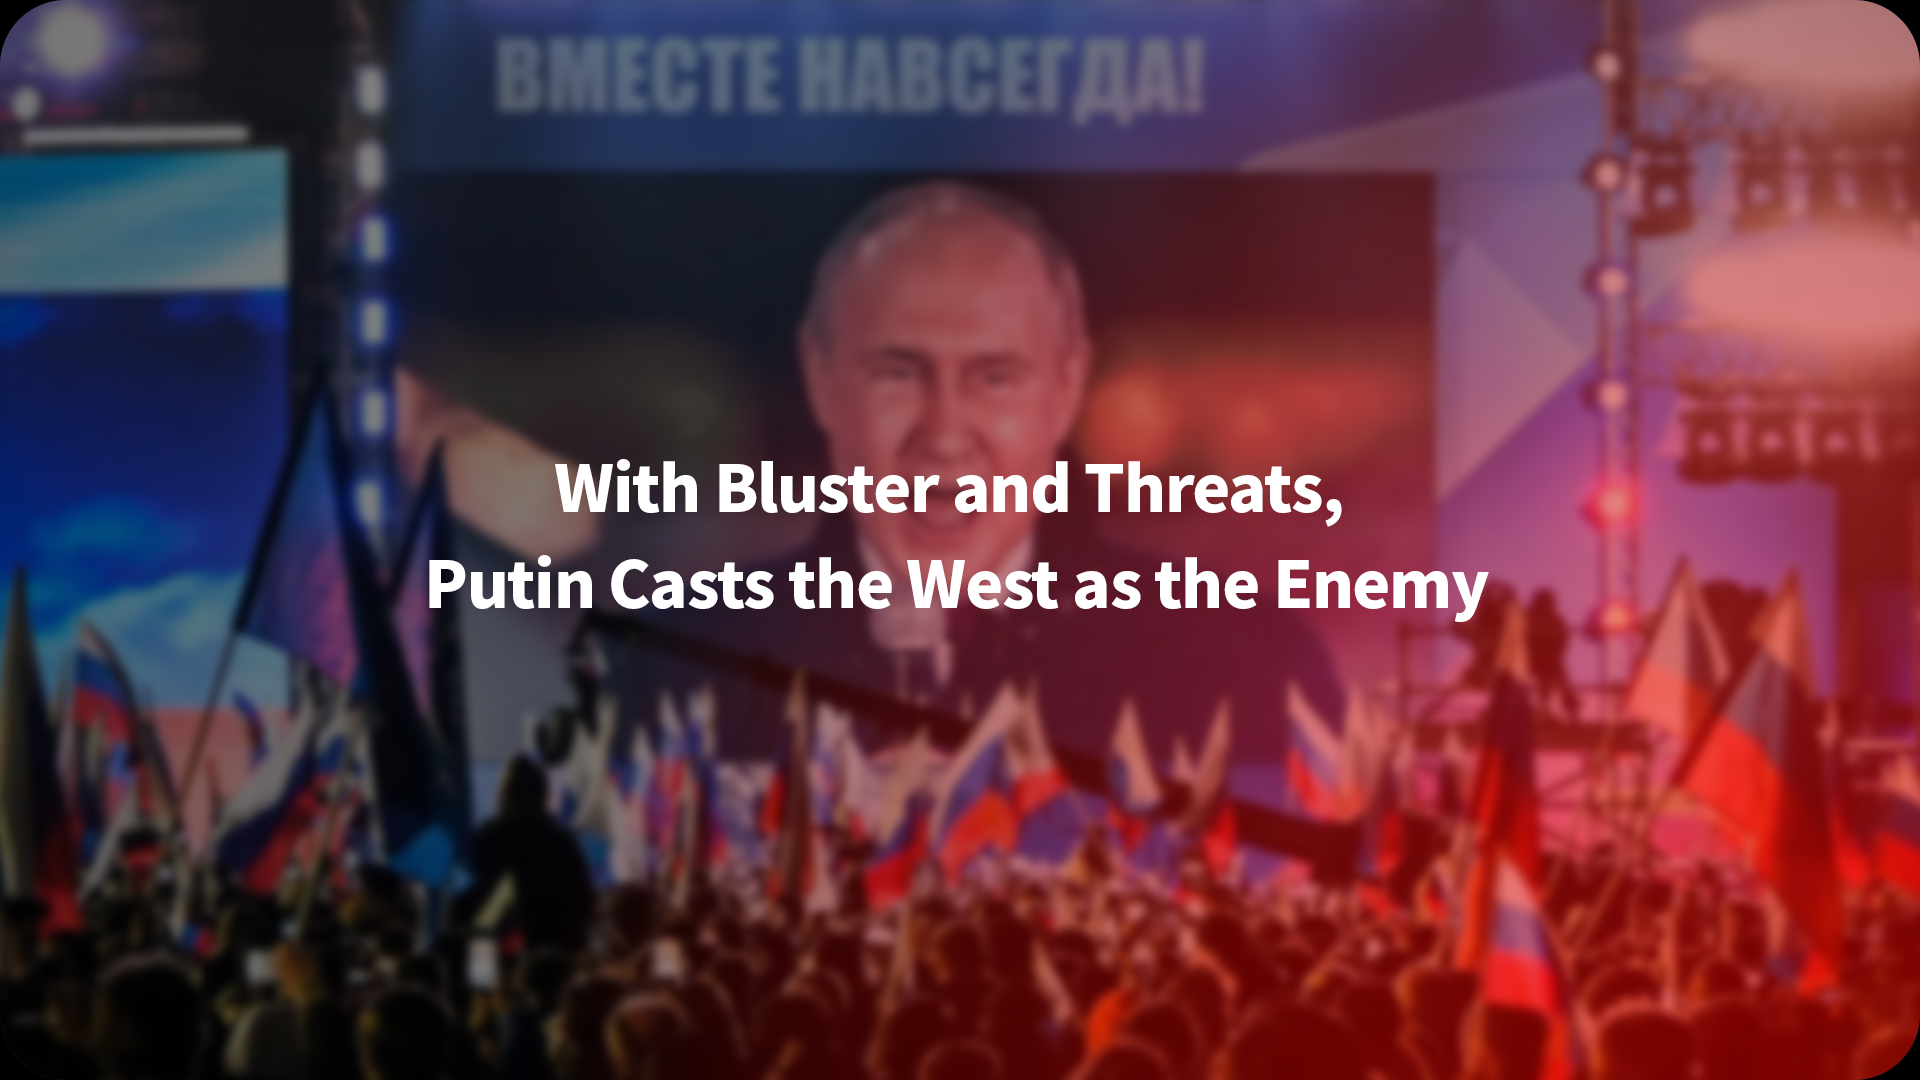 ВМЕСТЕ НАВСЕГДА!
With Bluster and Threats,
Putin Casts the West as the Enemy